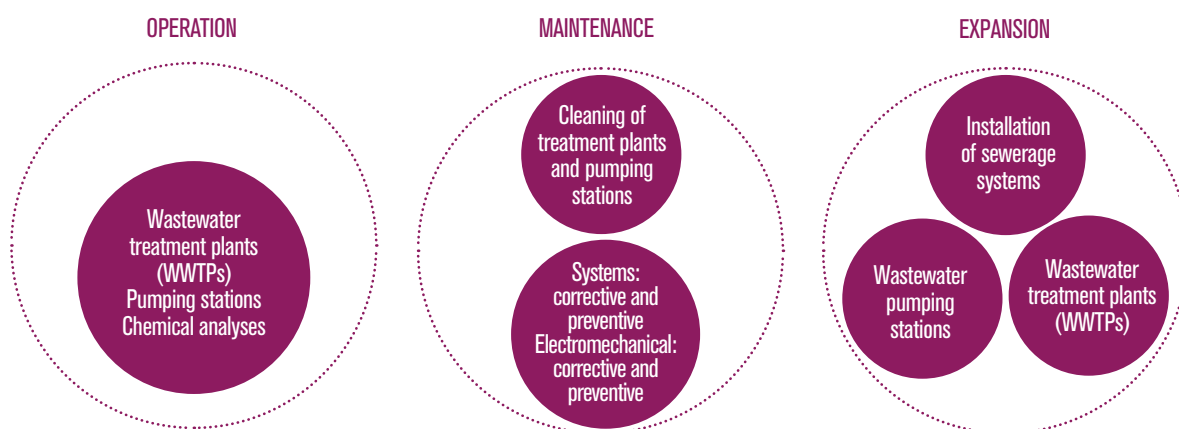 OPERATION
Wastewater
treatment plants
(WWTPs)
Pumping stations
Chemical analyses
MAINTENANCE
Cleaning of
treatment plants
and pumping
stations
Systems:
corrective and
preventive
Electromechanical:
corrective and
preventive
EXPANSION
Installation
of sewerage
systems
Wastewater
pumping
stations
Wastewater
treatment plants
(WWTPs)